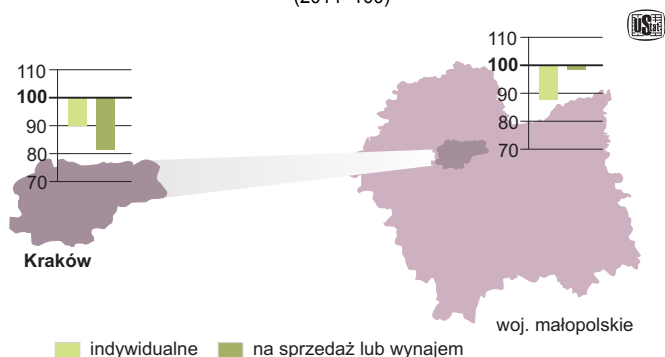 (2011=100)
110
100
90
80
70
110
100
90
80
70
Kraków
woj. małopolskie
indywidualne
na sprzedaż lub wynajem